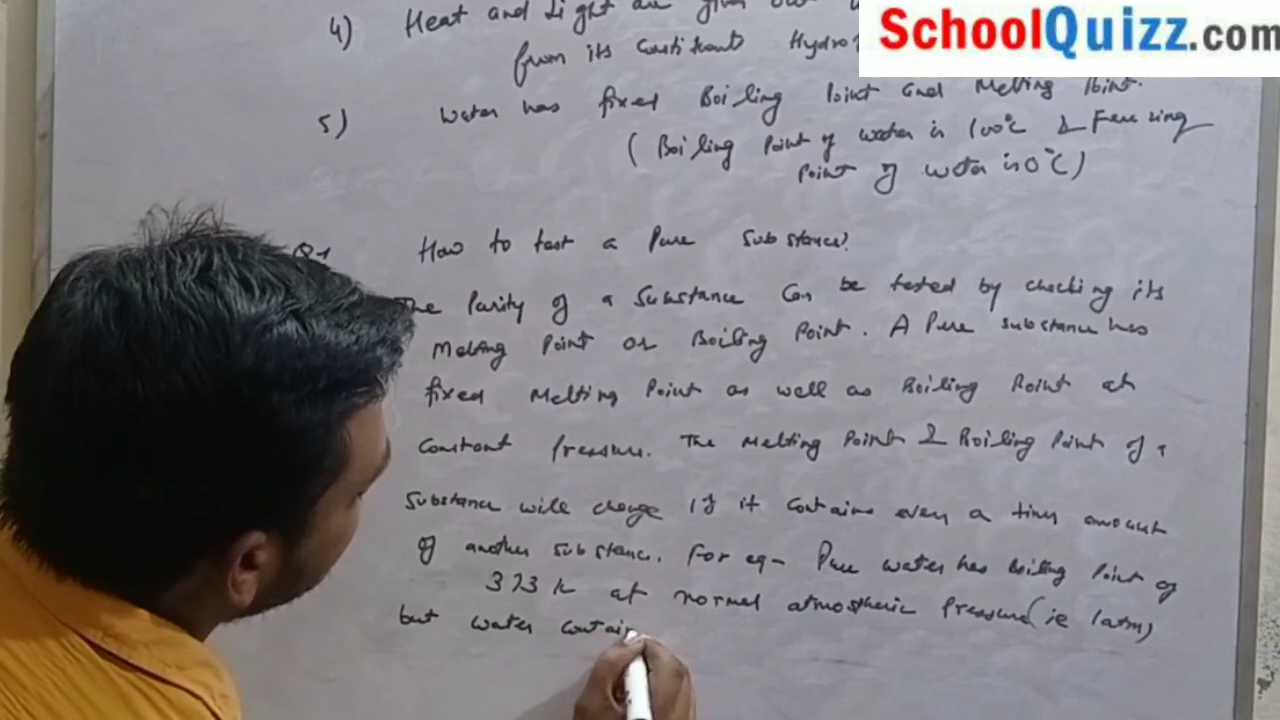 SchoolQuizz.com
4) Heat and Light are given out
from its constituent
5) Water has fixed Boiling Point and Melting Point.
( Boiling Point of water is 100°C & Freezing
Point of water is 0°C)
How to test a Pure Substance?
The Purity of a Substance can be tested by checking its
Melting Point or Boiling Point. A Pure substance has
fixed Melting Point as well as Boiling Point at
constant pressure. The Melting Point & Boiling Point of a
Substance will change if it contains even a tiny amount
of another substance. For eg- Pure water has Boiling Point of
373 K at normal atmospheric Pressure (ie 1atm)
but water contain